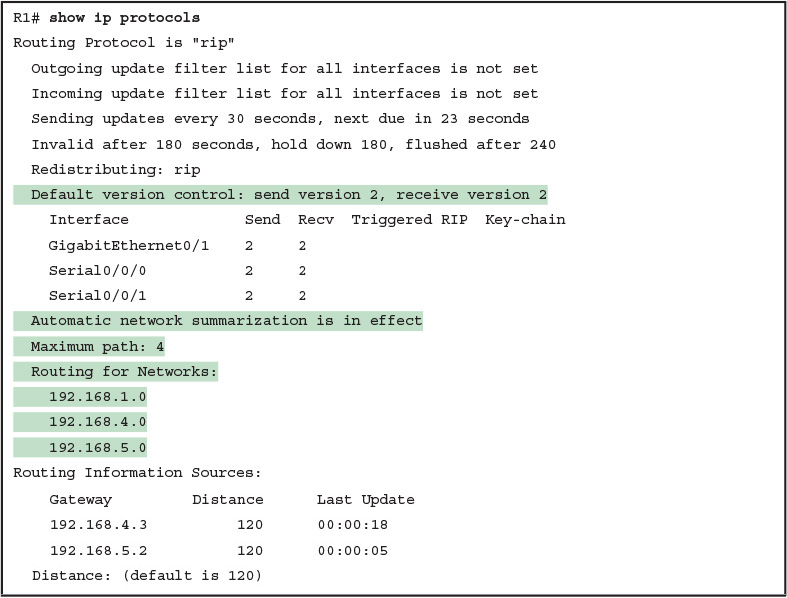 R1# show ip protocols
Routing Protocol is "rip"
Outgoing update filter list for all interfaces is not set
Incoming update filter list for all interfaces is not set
Sending updates every 30 seconds, next due in 23 seconds
Invalid after 180 seconds, hold down 180, flushed after 240
Redistributing: rip
Default version control: send version 2, receive version 2
Interface Send Recv Triggered RIP Key-chain
GigabitEthernet0/1 2 2
Serial0/0/0 2 2
Serial0/0/1 2 2
Automatic network summarization is in effect
Maximum path: 4
Routing for Networks:
192.168.1.0
192.168.4.0
192.168.5.0
Routing Information Sources:
Gateway Distance Last Update
192.168.4.3 120 00:00:18
192.168.5.2 120 00:00:05
Distance: (default is 120)